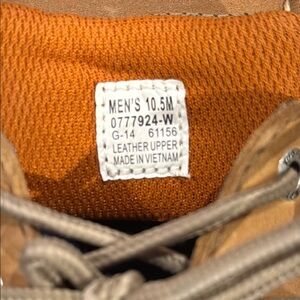 MEN'S 10.5M
0777924-W
G-14 61156
LEATHER UPPER
MADE IN VIETNAM